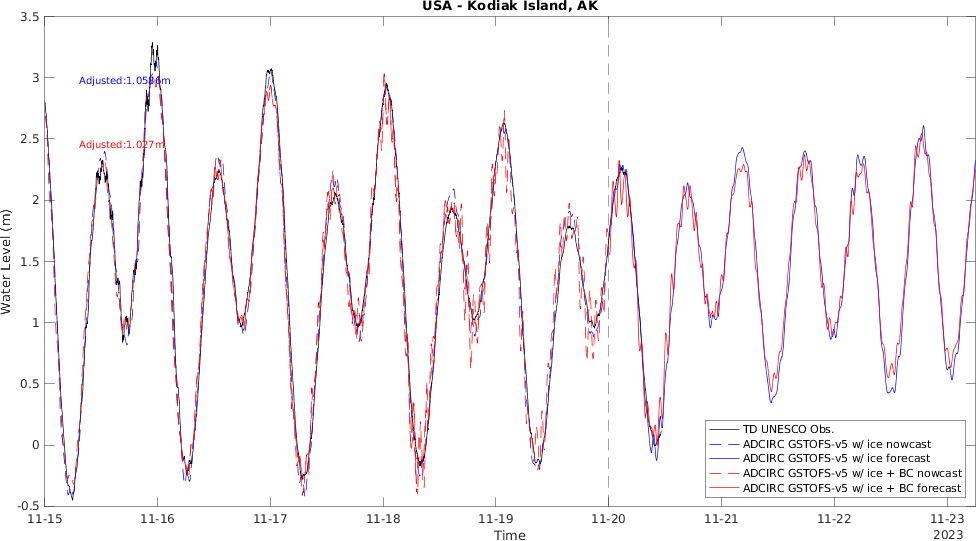 USA - Kodiak Island, AK
3.5
3
2.5
2
1.5
1
0.5
0
-0.5
Water Level (m)
Adjusted:1.027m
TD UNESCO Obs.
ADCIRC GSTOFS-v5 w/ ice nowcast
ADCIRC GSTOFS-v5 w/ ice forecast
ADCIRC GSTOFS-v5 w/ ice + BC nowcast
ADCIRC GSTOFS-v5 w/ ice + BC forecast
11-15 11-16 11-17 11-18 11-19 11-20 11-21 11-22 11-23
Time
2023